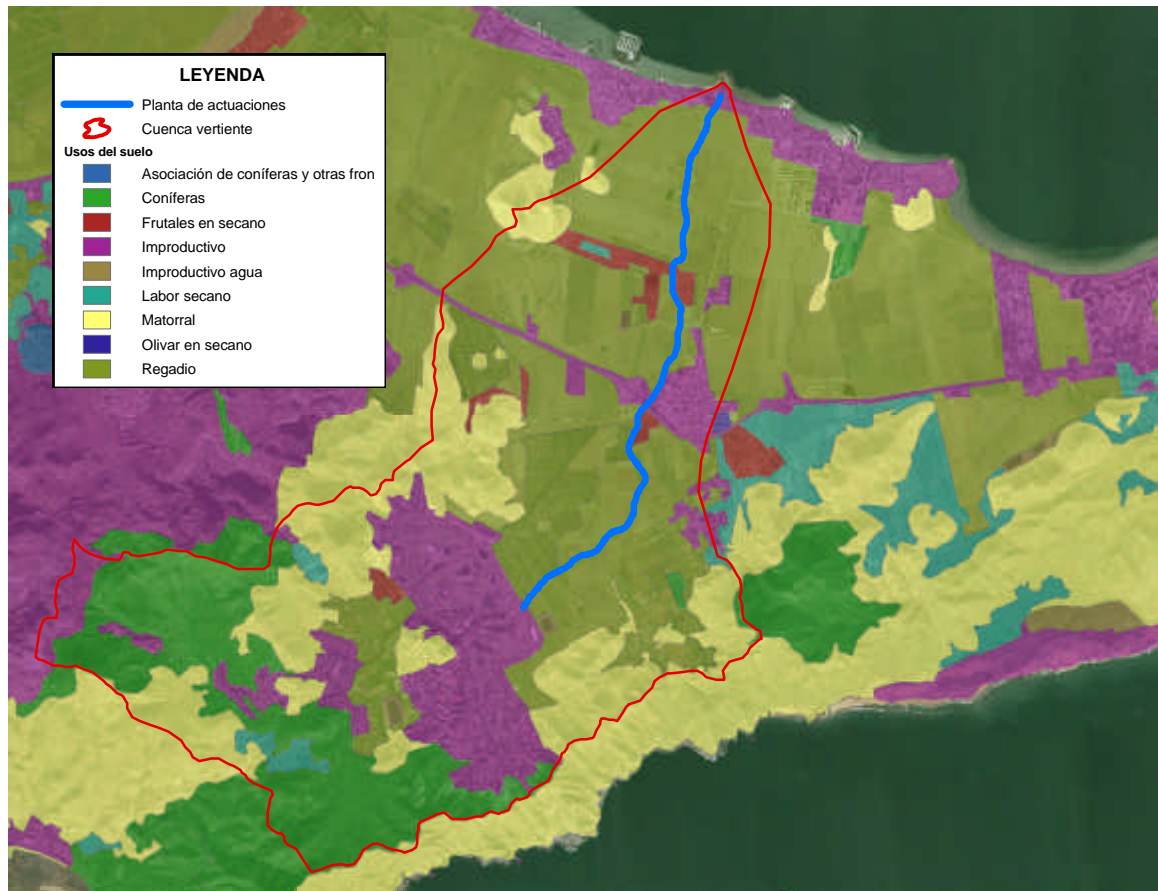 LEYENDA
Planta de actuaciones
Cuenca vertiente
Usos del suelo
Asociación de coníferas y otras fron
Coníferas
Frutales en secano
Improductivo
Improductivo agua
Labor secano
Matorral
Olivar en secano
Regadio